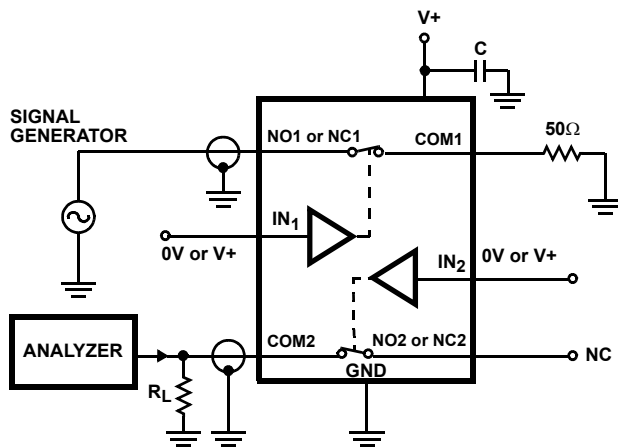 V+
C
SIGNAL
GENERATOR
NO1 or NC1
COM1
50Ω
IN1
0V or V+
IN2
0V or V+
ANALYZER
COM2
NO2 or NC2
NC
GND
RL